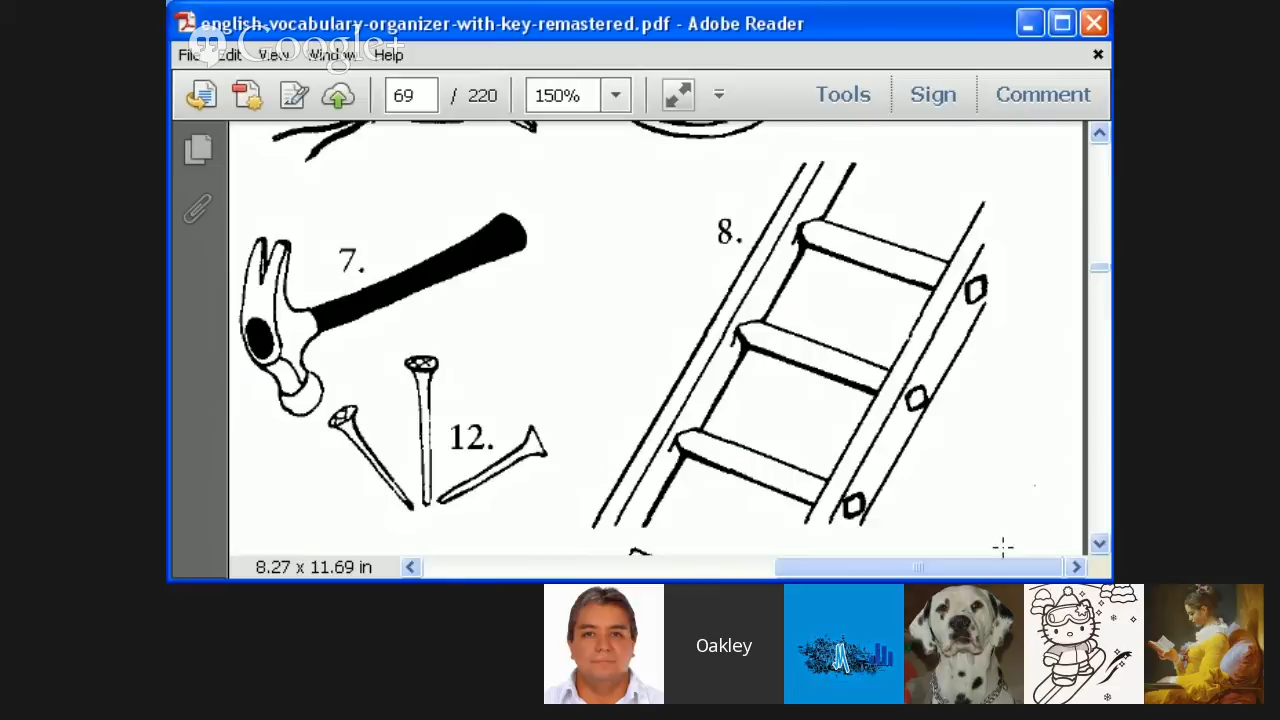 english-vocabulary-organizer-with-key-remastered.pdf - Adobe Reader
Google+
File Edit View Window Help
69 / 220 150% Tools Sign Comment
8.
7.
12.
8.27 x 11.69 in
Oakley